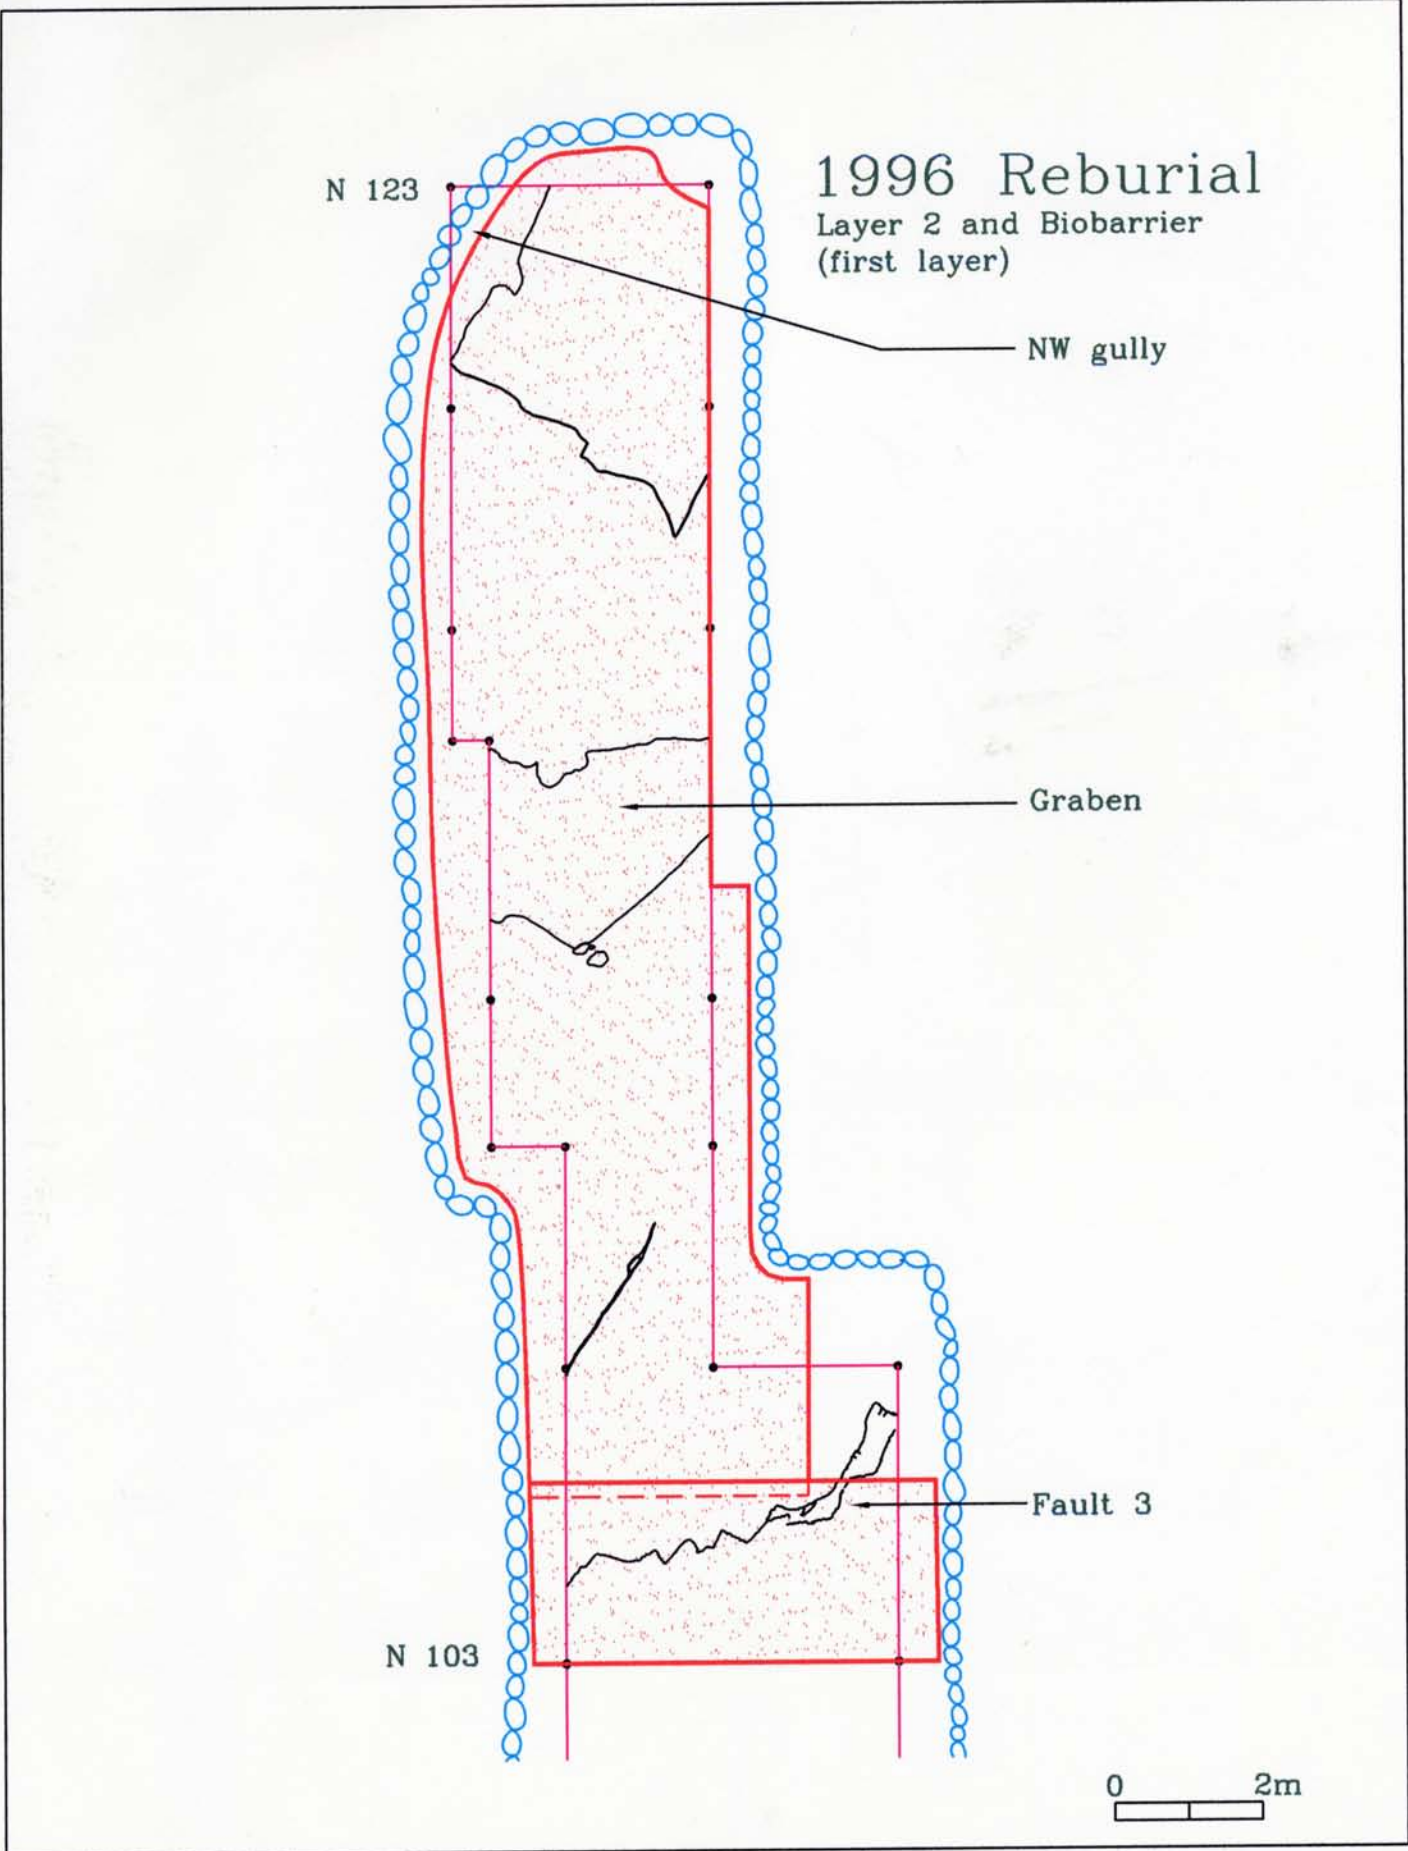 N 123
1996 Reburial
Layer 2 and Biobarrier
(first layer)
NW gully
Graben
Fault 3
N 103
0 2m